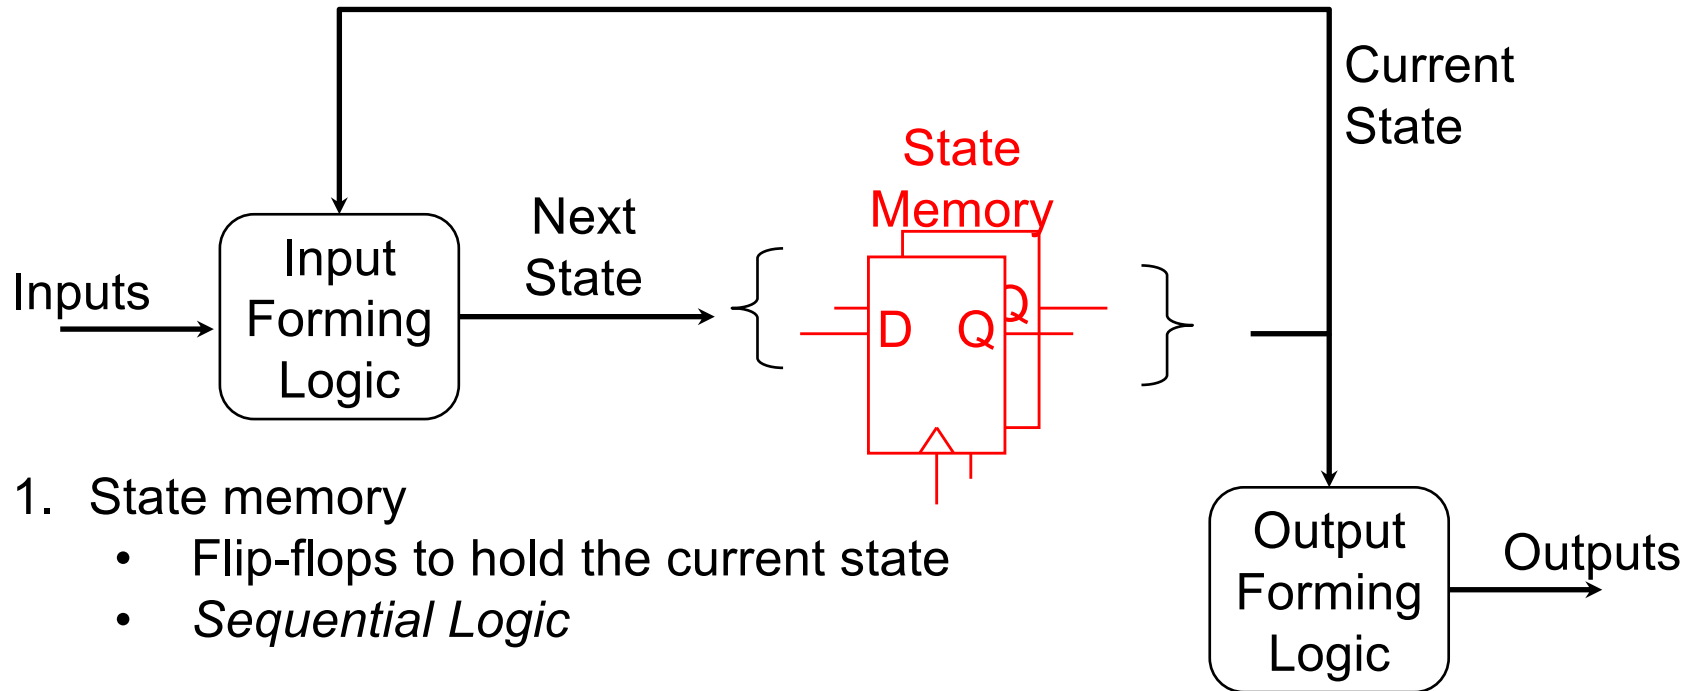 Current
State
State
Memory
Next
State
Input
Forming
Logic
Inputs
Q
D
Q
1. State memory
• Flip-flops to hold the current state
• Sequential Logic
Output
Forming
Logic
Outputs